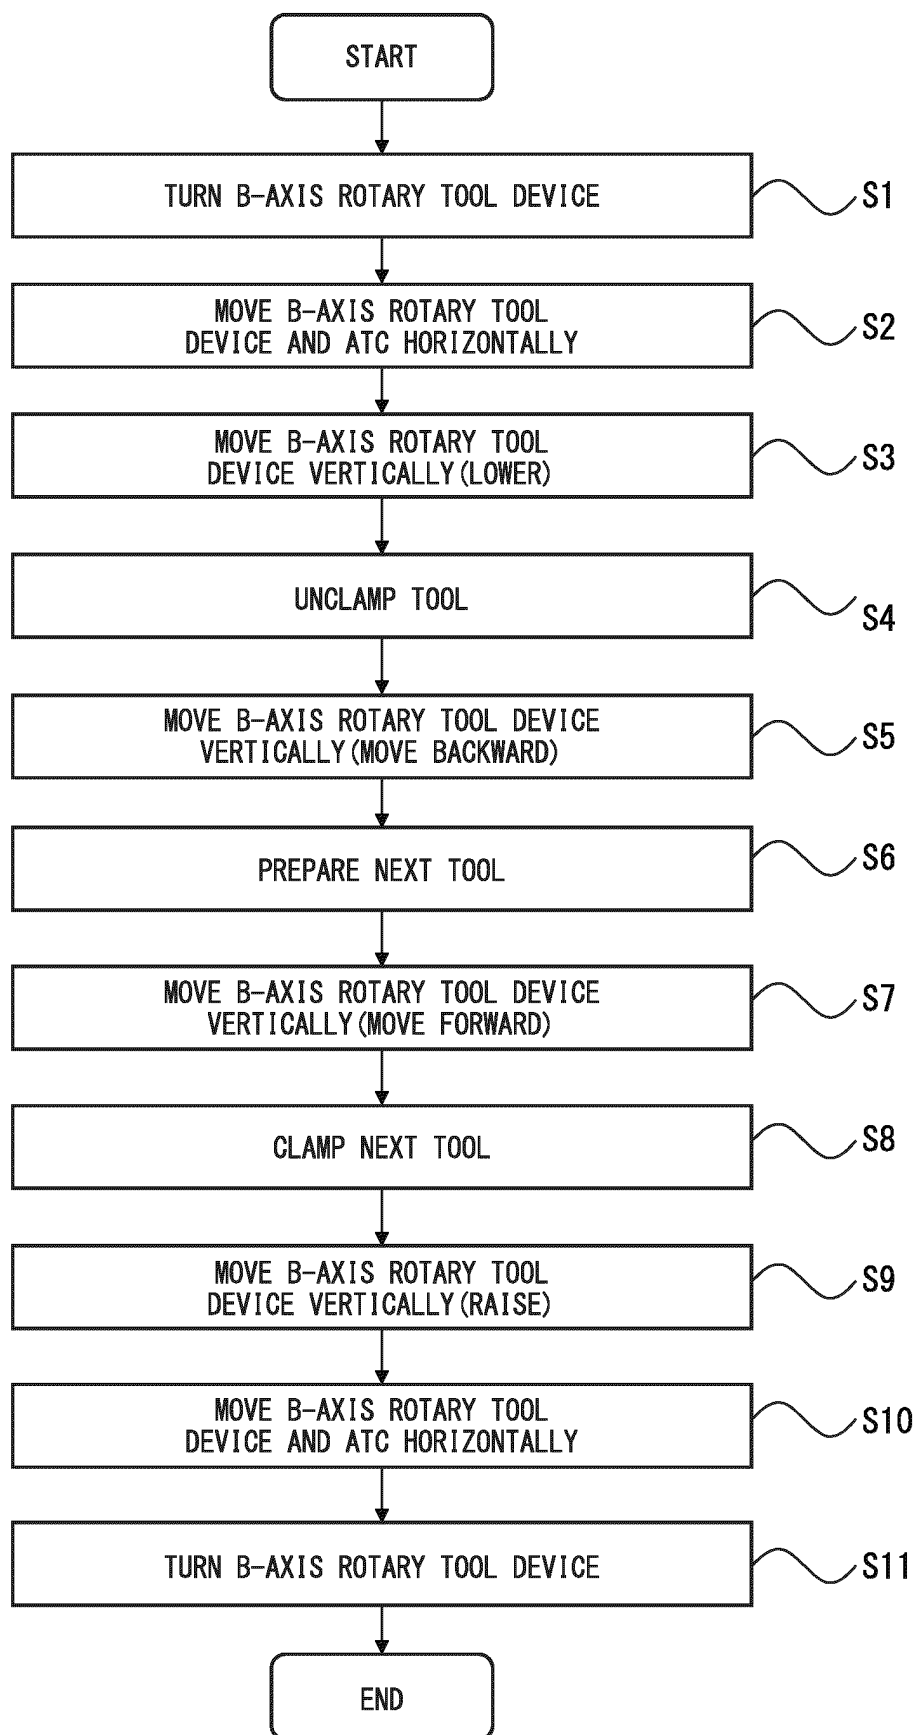 START
TURN B-AXIS ROTARY TOOL DEVICE
S1
MOVE B-AXIS ROTARY TOOL
DEVICE AND ATC HORIZONTALLY
S2
MOVE B-AXIS ROTARY TOOL
DEVICE VERTICALLY(LOWER)
S3
UNCLAMP TOOL
S4
MOVE B-AXIS ROTARY TOOL DEVICE
VERTICALLY(MOVE BACKWARD)
S5
PREPARE NEXT TOOL
S6
MOVE B-AXIS ROTARY TOOL DEVICE
VERTICALLY(MOVE FORWARD)
S7
CLAMP NEXT TOOL
S8
MOVE B-AXIS ROTARY TOOL
DEVICE VERTICALLY(RAISE)
S9
MOVE B-AXIS ROTARY TOOL
DEVICE AND ATC HORIZONTALLY
S10
TURN B-AXIS ROTARY TOOL DEVICE
S11
END